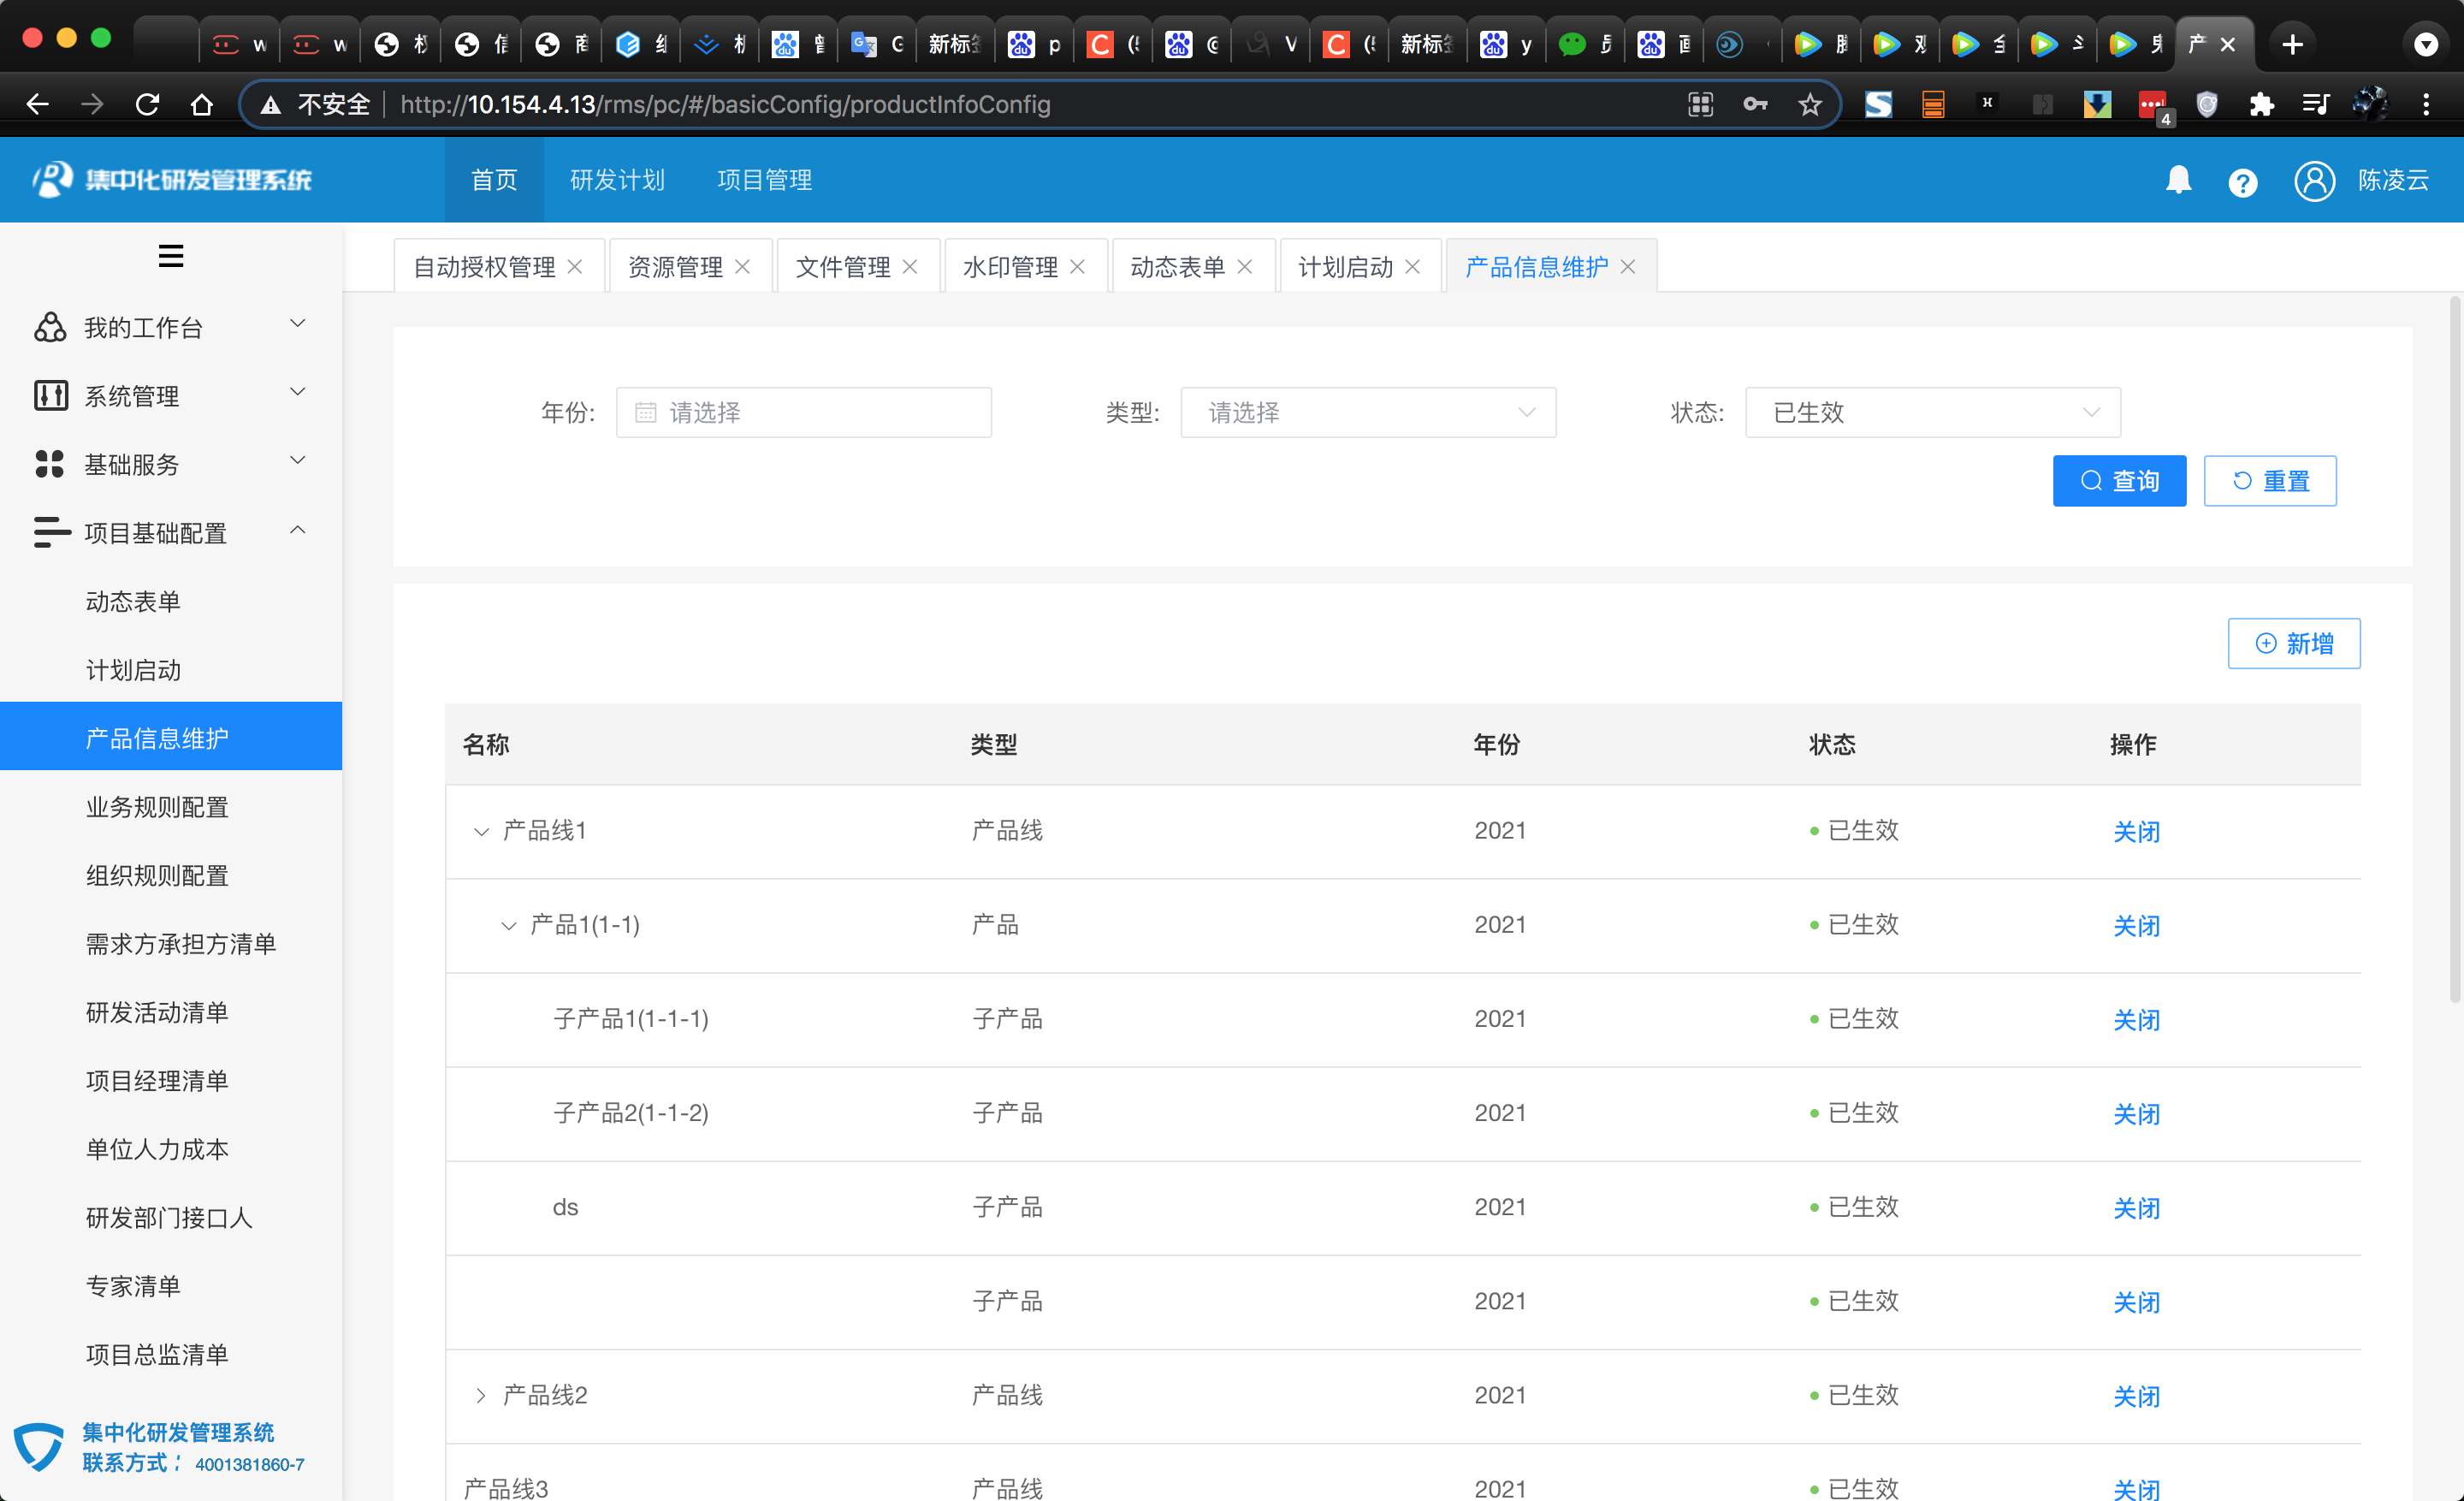 新标签
新标签
不安全 http://10.154.4.13/rms/pc/#/basicConfig/productInfoConfig
4
集中化研发管理系统 首页 研发计划 项目管理 陈凌云
自动授权管理 资源管理 文件管理 水印管理 动态表单 计划启动 产品信息维护
我的工作台
系统管理
基础服务
项目基础配置
动态表单
计划启动
产品信息维护
业务规则配置
组织规则配置
需求方承担方清单
研发活动清单
项目经理清单
单位人力成本
研发部门接口人
专家清单
项目总监清单
集中化研发管理系统
联系方式: 4001381860-7
年份: 请选择 类型: 请选择 状态: 已生效
查询 重置
新增
名称 类型 年份 状态 操作
产品线1 产品线 2021 已生效 关闭
产品1(1-1) 产品 2021 已生效 关闭
子产品1(1-1-1) 子产品 2021 已生效 关闭
子产品2(1-1-2) 子产品 2021 已生效 关闭
ds 子产品 2021 已生效 关闭
子产品 2021 已生效 关闭
产品线2 产品线 2021 已生效 关闭
产品线3 产品线 2021 已生效 关闭